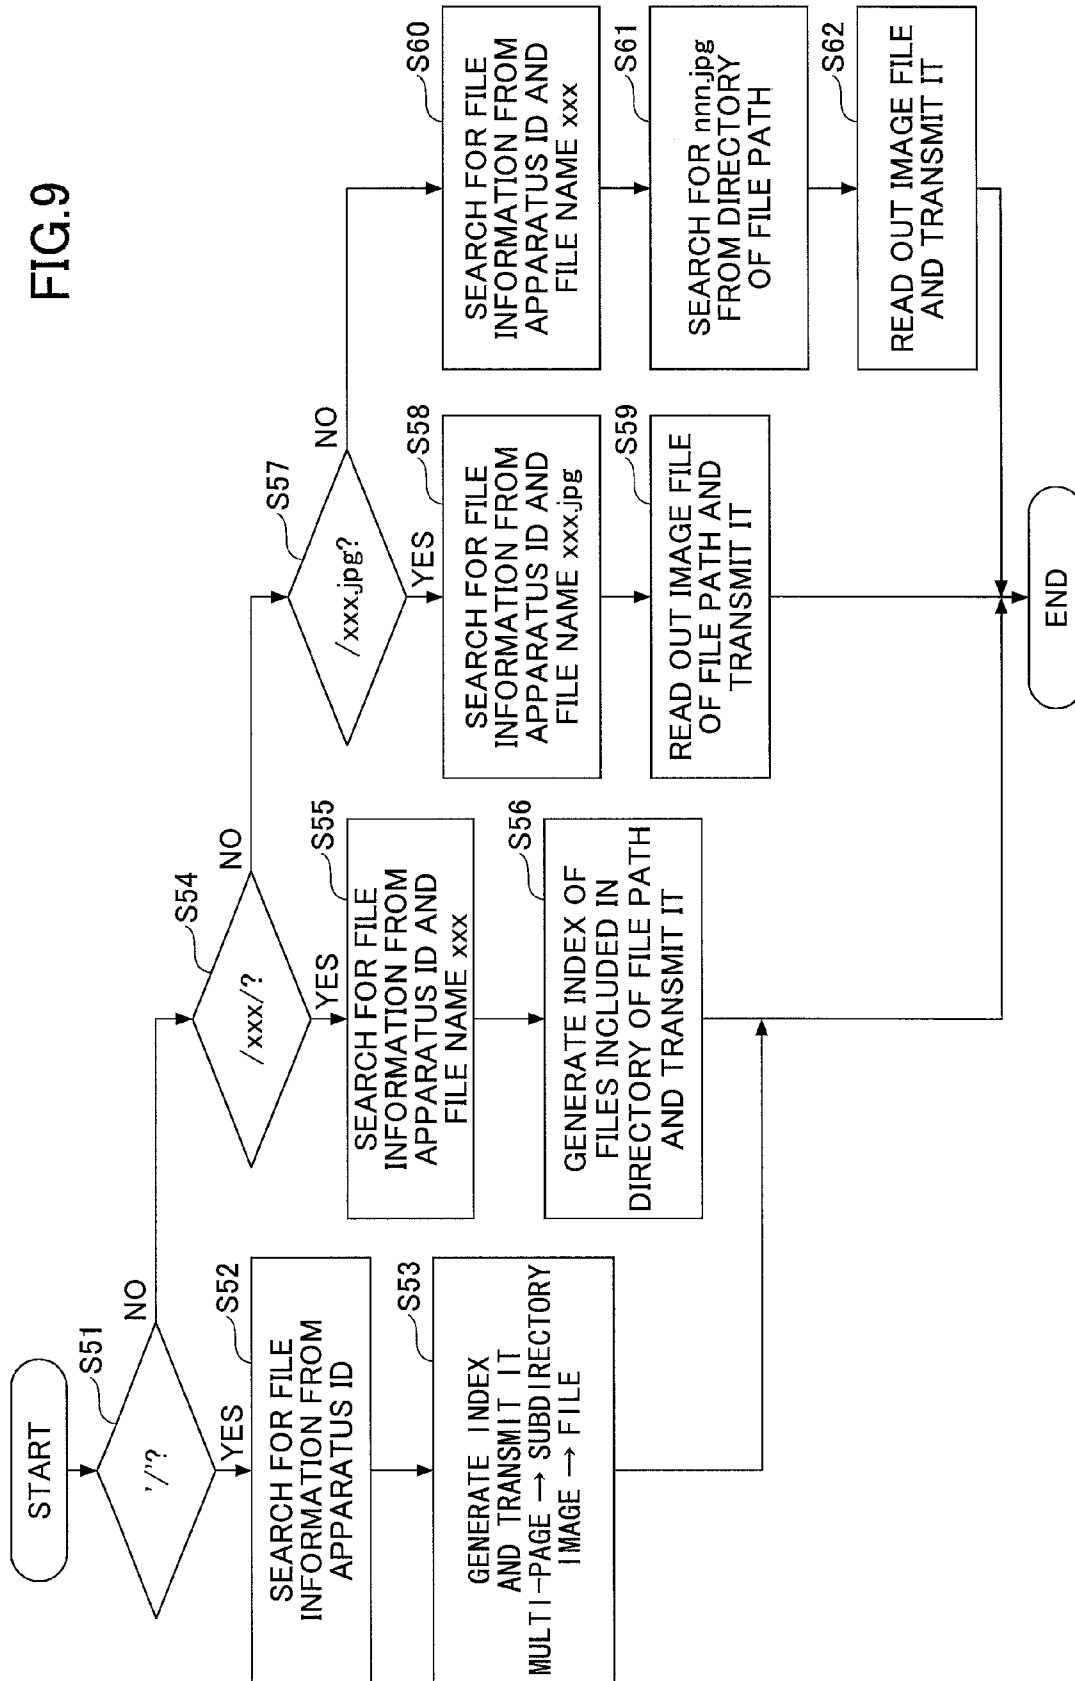 FIG.9
START
S51
'/'?
NO
YES
S52
SEARCH FOR FILE
INFORMATION FROM
APPARATUS ID
S53
GENERATE INDEX
AND TRANSMIT IT
MULTI-PAGE → SUBDIRECTORY
IMAGE → FILE
S54
/xxx/?
NO
YES
S55
SEARCH FOR FILE
INFORMATION FROM
APPARATUS ID AND
FILE NAME xxx
S56
GENERATE INDEX OF
FILES INCLUDED IN
DIRECTORY OF FILE PATH
AND TRANSMIT IT
S57
/xxx.jpg?
NO
YES
S58
SEARCH FOR FILE
INFORMATION FROM
APPARATUS ID AND
FILE NAME xxx.jpg
S59
READ OUT IMAGE FILE
OF FILE PATH AND
TRANSMIT IT
S60
SEARCH FOR FILE
INFORMATION FROM
APPARATUS ID AND
FILE NAME xxx
S61
SEARCH FOR nnn.jpg
FROM DIRECTORY
OF FILE PATH
S62
READ OUT IMAGE FILE
AND TRANSMIT IT
END